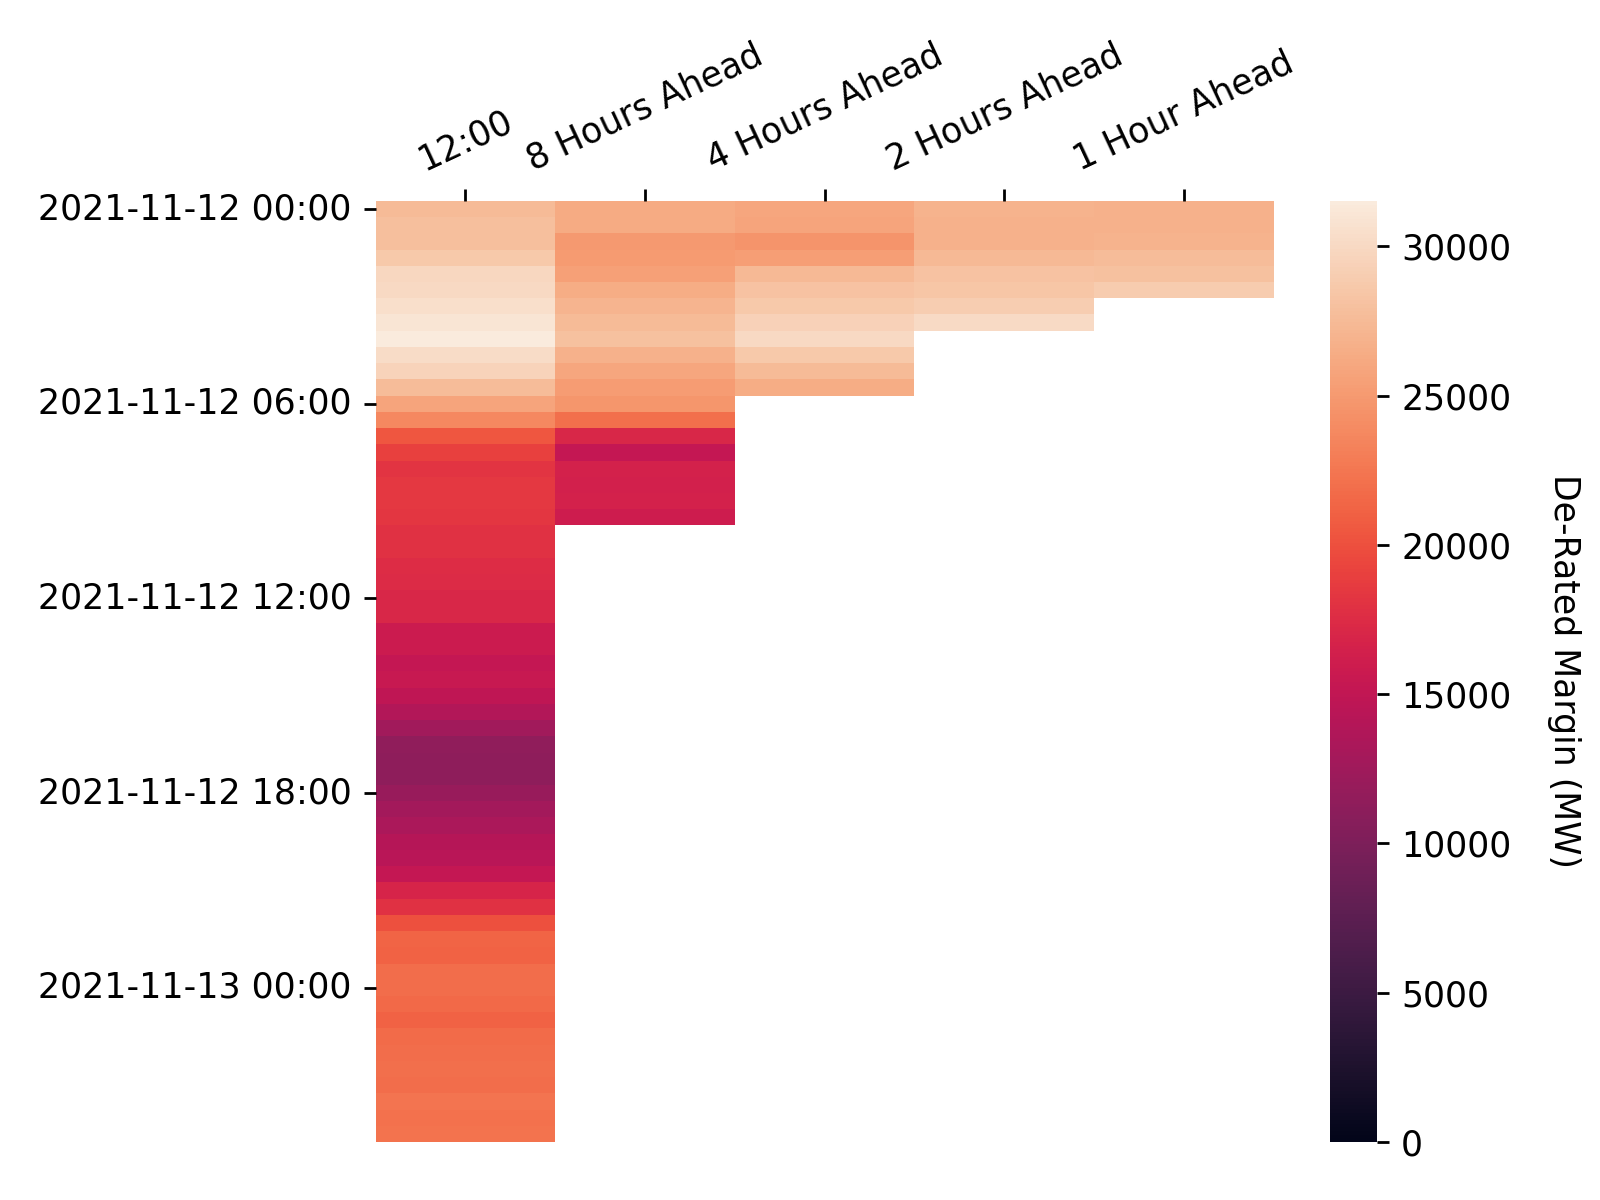 12:00
8 Hours Ahead
4 Hours Ahead
2 Hours Ahead
1 Hour Ahead
2021-11-12 00:00
2021-11-12 06:00
2021-11-12 12:00
2021-11-12 18:00
2021-11-13 00:00
30000
25000
20000
15000
10000
5000
0
De-Rated Margin (MW)